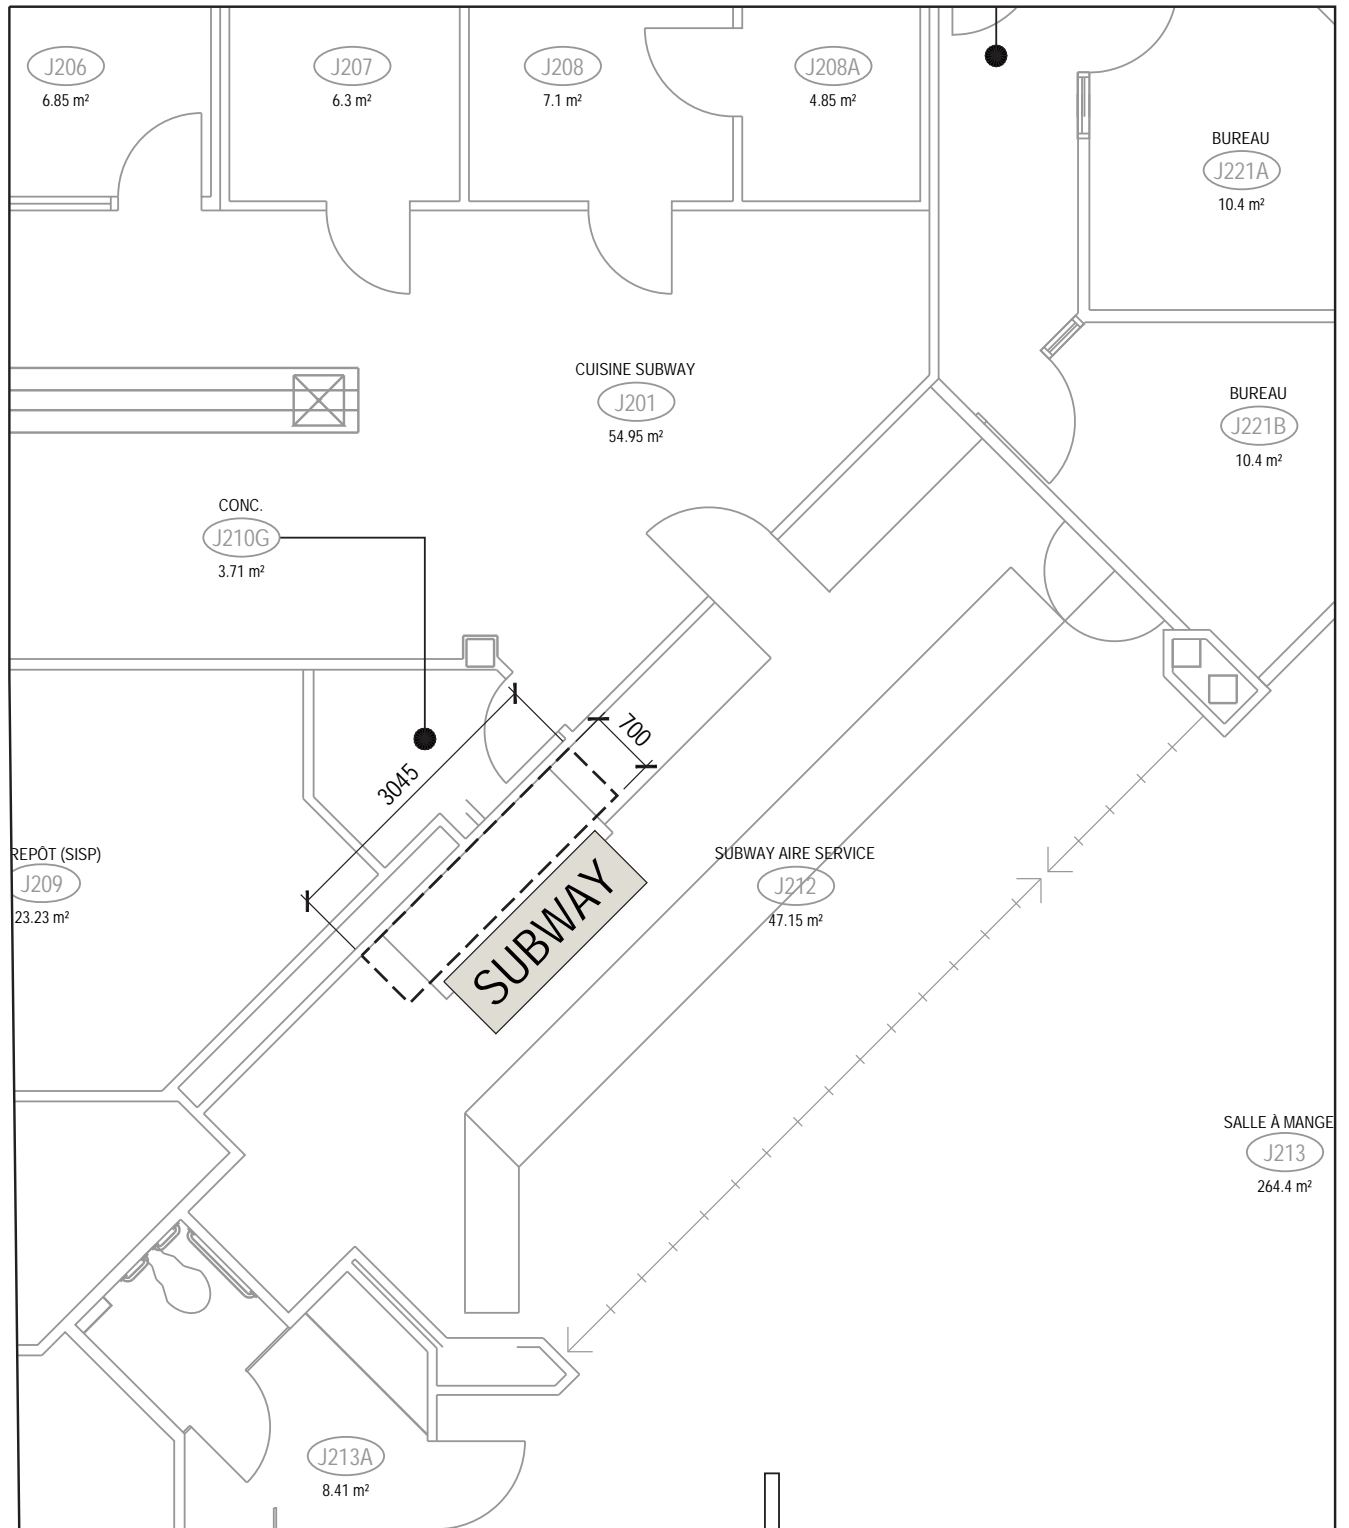 J206
6.85 m²
J207
6.3 m²
J208
7.1 m²
J208A
4.85 m²
BUREAU
J221A
10.4 m²
CUISINE SUBWAY
J201
54.95 m²
BUREAU
J221B
10.4 m²
CONC.
J210G
3.71 m²
700
3045
REPÔT (SISP)
J209
23.23 m²
SUBWAY AIRE SERVICE
J212
47.15 m²
SUBWAY
SALLE À MANGE
J213
264.4 m²
J213A
8.41 m²